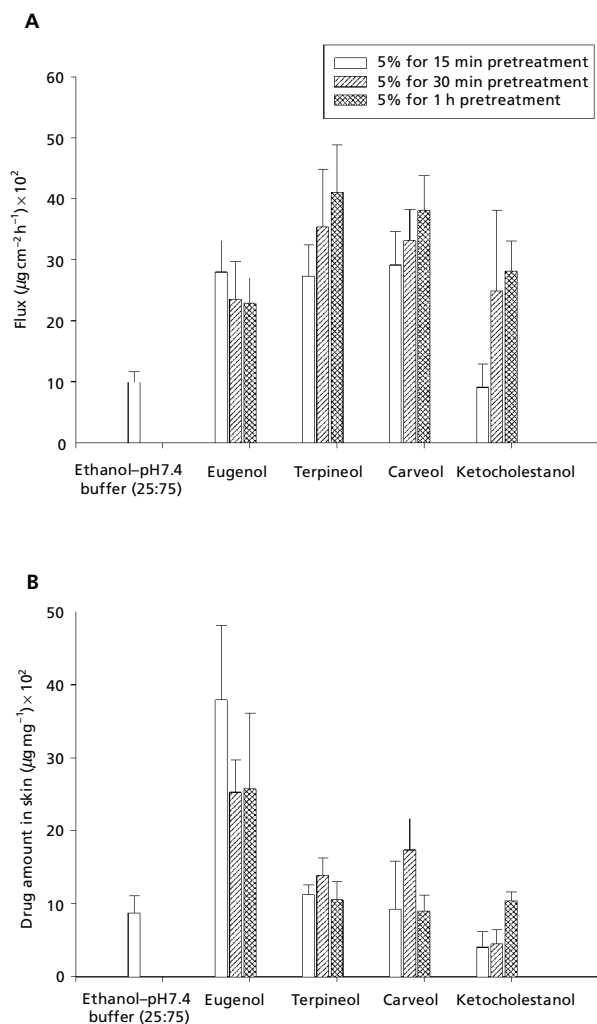 A
5% for 15 min pretreatment
5% for 30 min pretreatment
5% for 1 h pretreatment
60
50
40
30
20
10
0
Flux (µg cm⁻² h⁻¹) × 10²
Ethanol–pH7.4
buffer (25:75)
Eugenol
Terpineol
Carveol
Ketocholestanol
B
50
40
30
20
10
0
Drug amount in skin (µg mg⁻¹) × 10²
Ethanol–pH7.4
buffer (25:75)
Eugenol
Terpineol
Carveol
Ketocholestanol